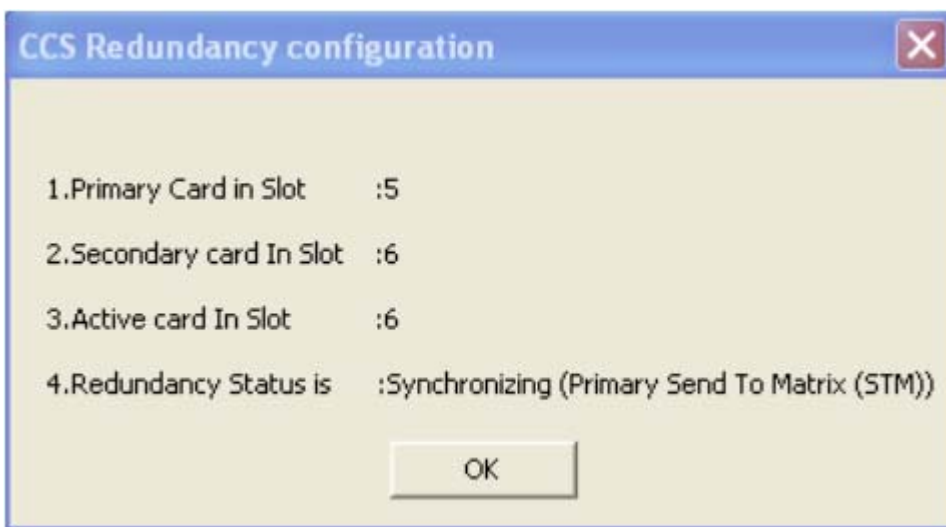 CCS Redundancy configuration
1.Primary Card in Slot :5
2.Secondary card In Slot :6
3.Active card In Slot :6
4.Redundancy Status is :Synchronizing (Primary Send To Matrix (STM))
OK